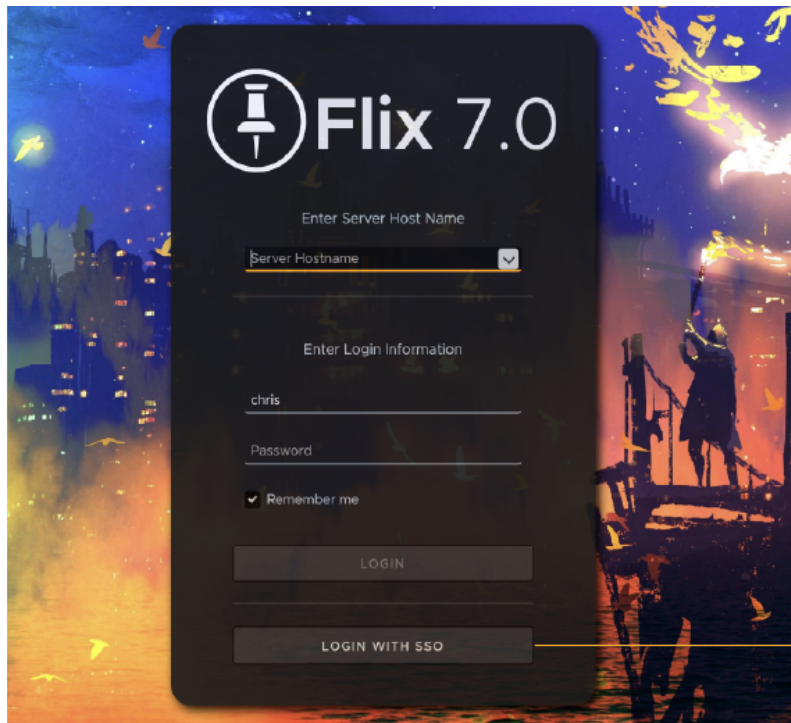 Flix 7.0
Enter Server Host Name
Server Hostname
Enter Login Information
chris
Password
Remember me
LOGIN
LOGIN WITH SSO